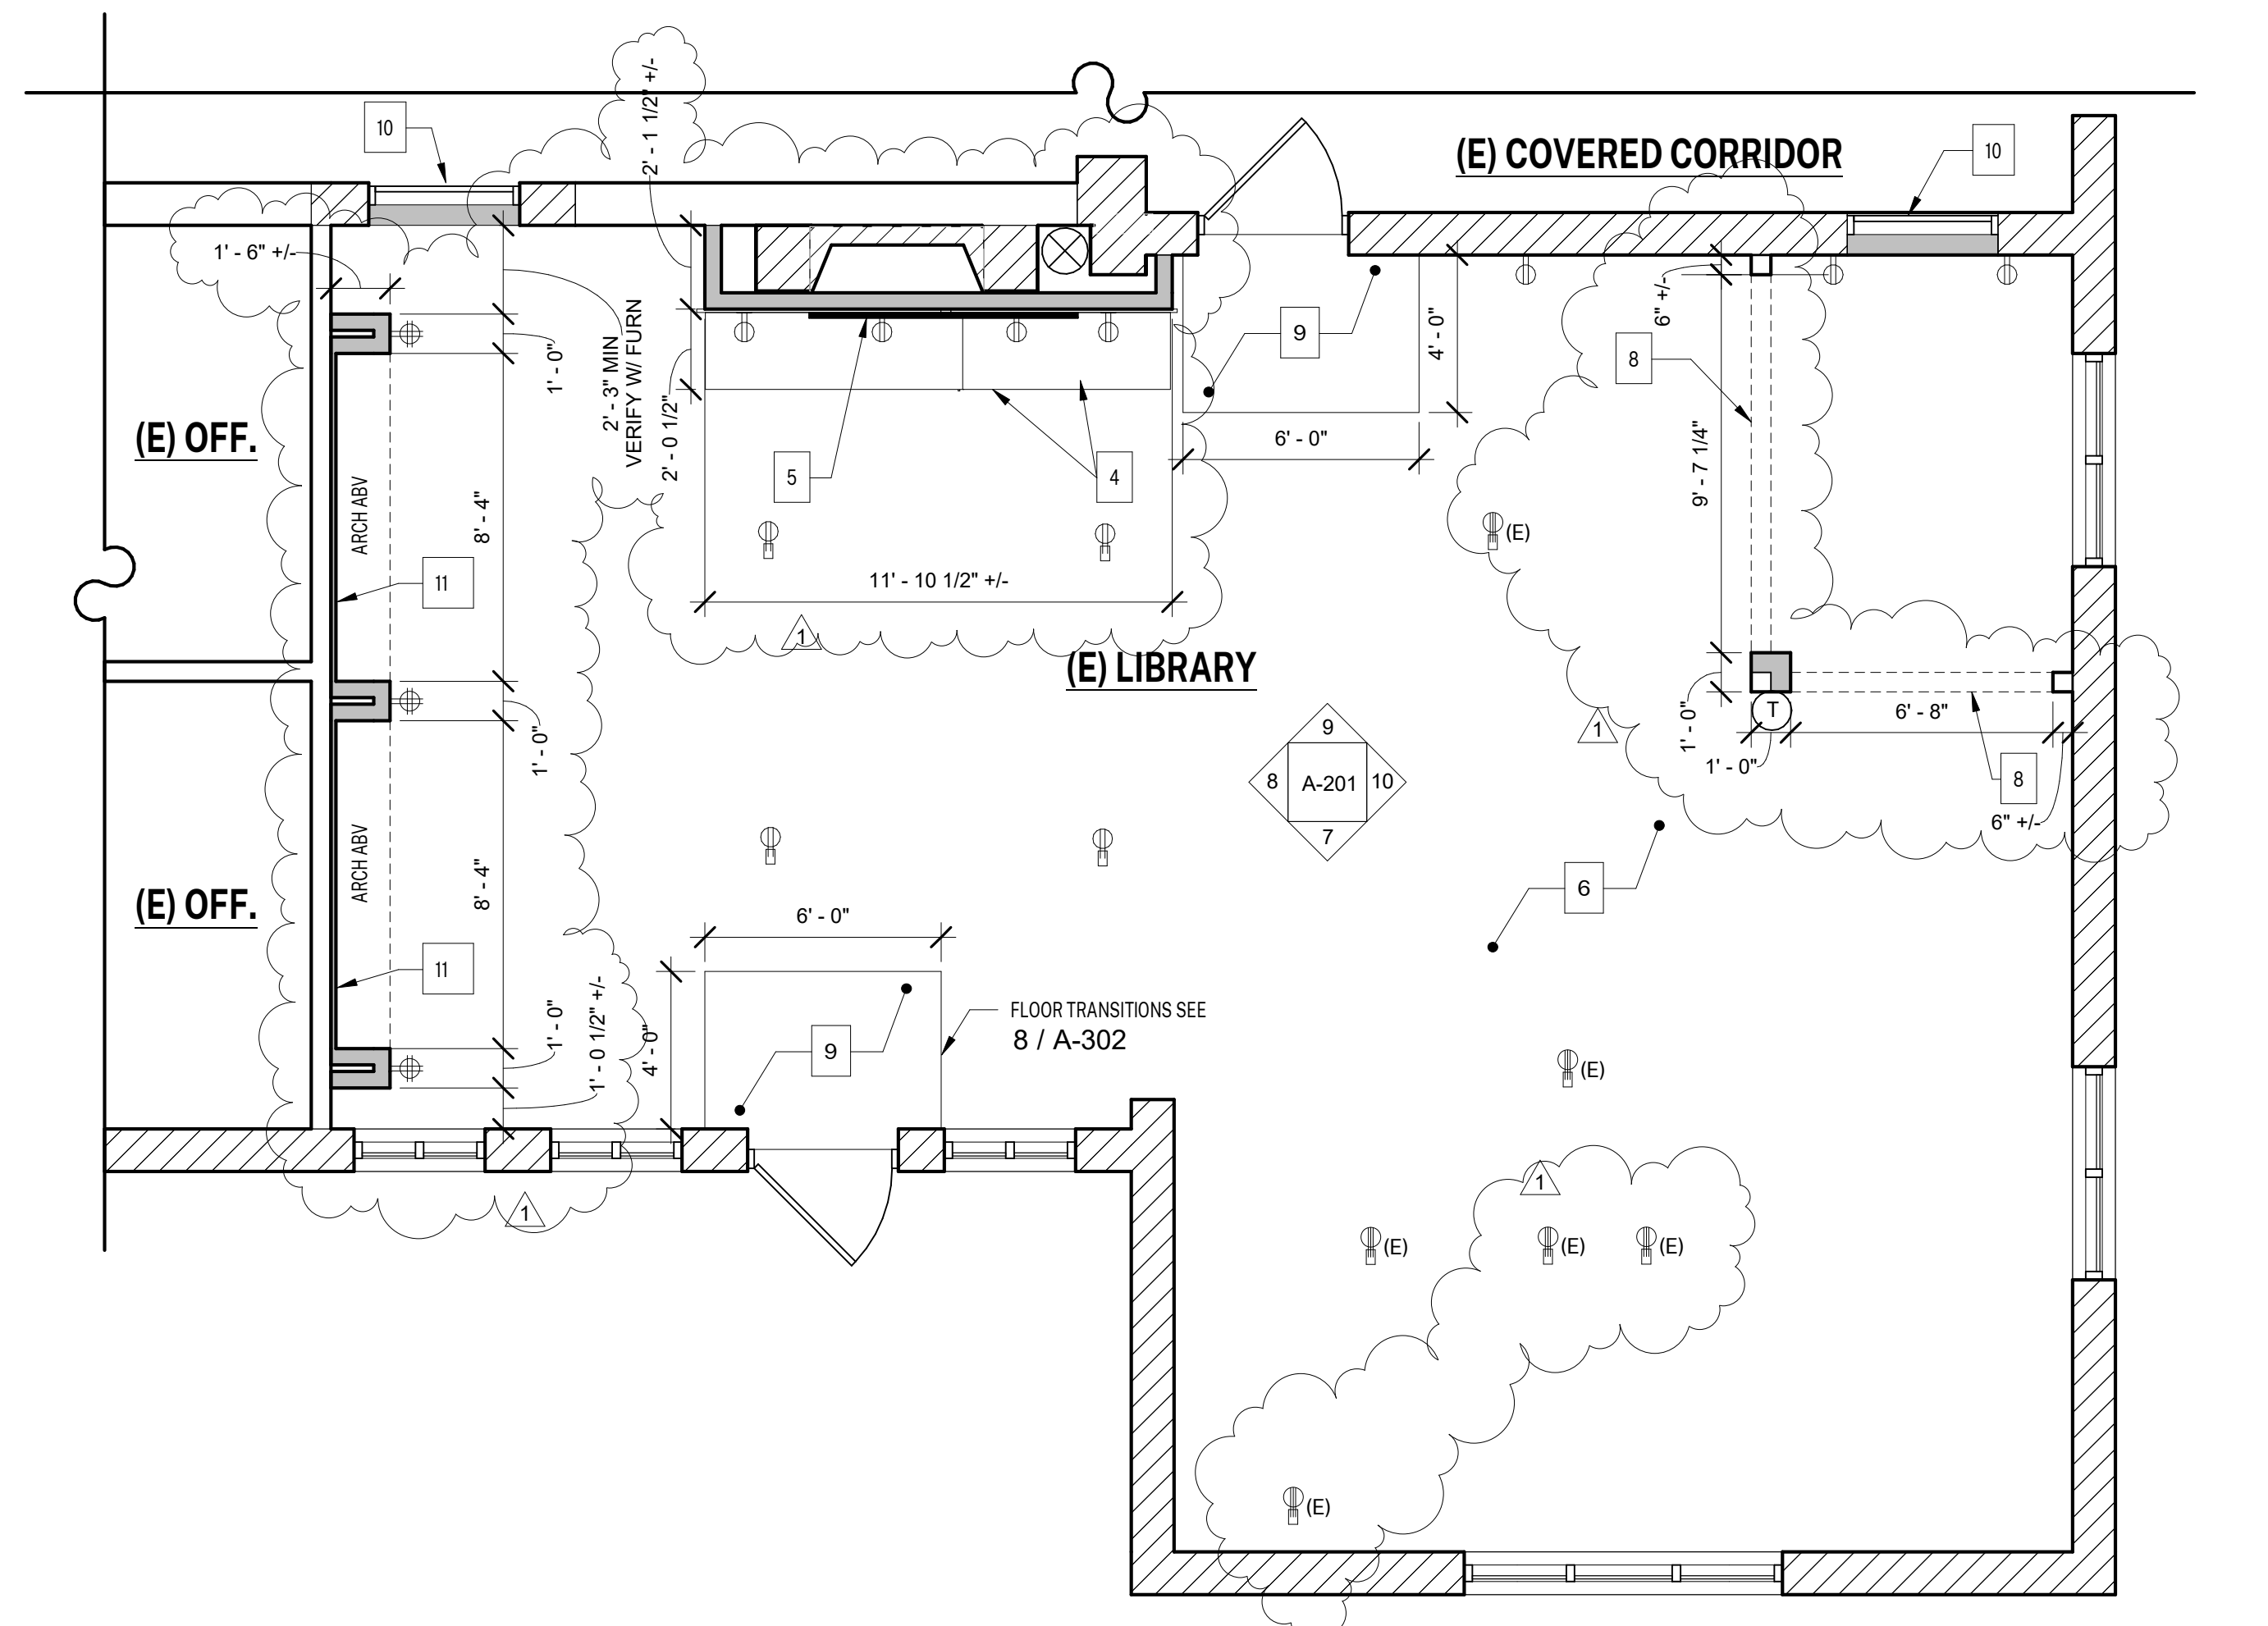 2' - 1 1/2" +/-
10
(E) COVERED CORRIDOR
10
1' - 6" +/-
6" +/-
9
4' - 0"
8
1' - 0"
2' - 3" MIN
VERIFY W/ FURN
2' - 0 1/2"
(E) OFF.
6' - 0"
5
4
9' - 7 1/4"
ARCH ABV
8' - 4"
(E)
11
11' - 10 1/2" +/-
1
(E) LIBRARY
1' - 0"
1
1' - 0"
T
6' - 8"
1' - 0"
9
8
A-201
10
7
8
6" +/-
ARCH ABV
8' - 4"
(E) OFF.
6' - 0"
6
11
1' - 0"
1' - 0 1/2" +/-
4' - 0"
9
FLOOR TRANSITIONS SEE
8 / A-302
(E)
1
1
(E)
(E)
(E)
(E)